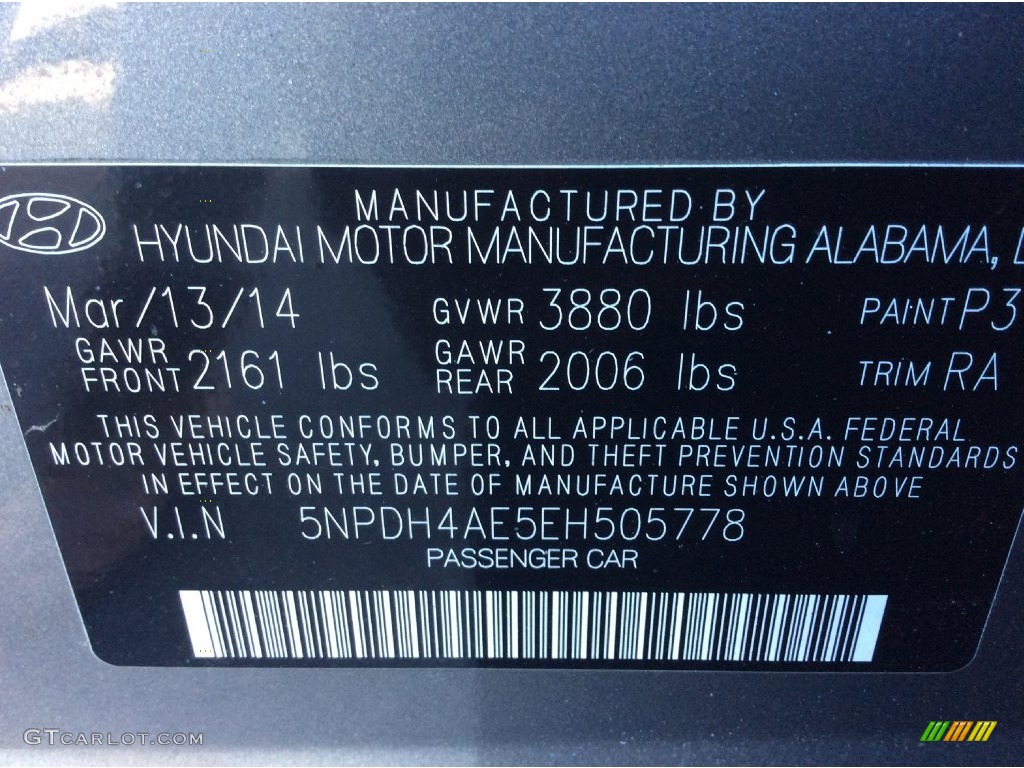 MANUFACTURED BY
HYUNDAI MOTOR MANUFACTURING ALABAMA,
Mar/13/14 GVWR 3880 lbs PAINT P3
GAWR FRONT 2161 lbs GAWR REAR 2006 lbs TRIM RA
THIS VEHICLE CONFORMS TO ALL APPLICABLE U.S.A. FEDERAL
MOTOR VEHICLE SAFETY, BUMPER, AND THEFT PREVENTION STANDARDS
IN EFFECT ON THE DATE OF MANUFACTURE SHOWN ABOVE
V.I.N 5NPDH4AE5EH505778
PASSENGER CAR
GTCARLOT.COM